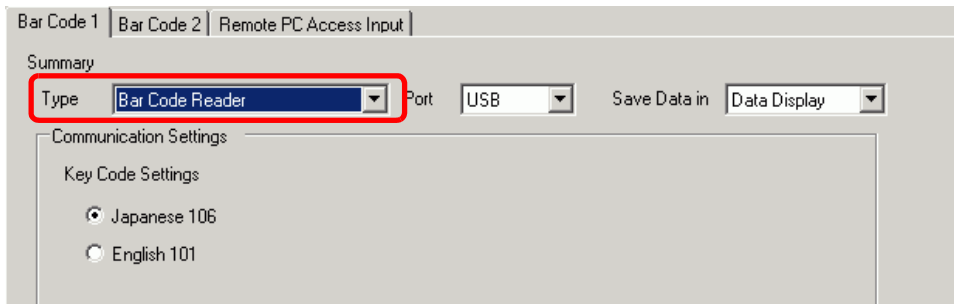 Bar Code 1 Bar Code 2 Remote PC Access Input
Summary
Type Bar Code Reader Port USB Save Data in Data Display
Communication Settings
Key Code Settings
Japanese 106
English 101